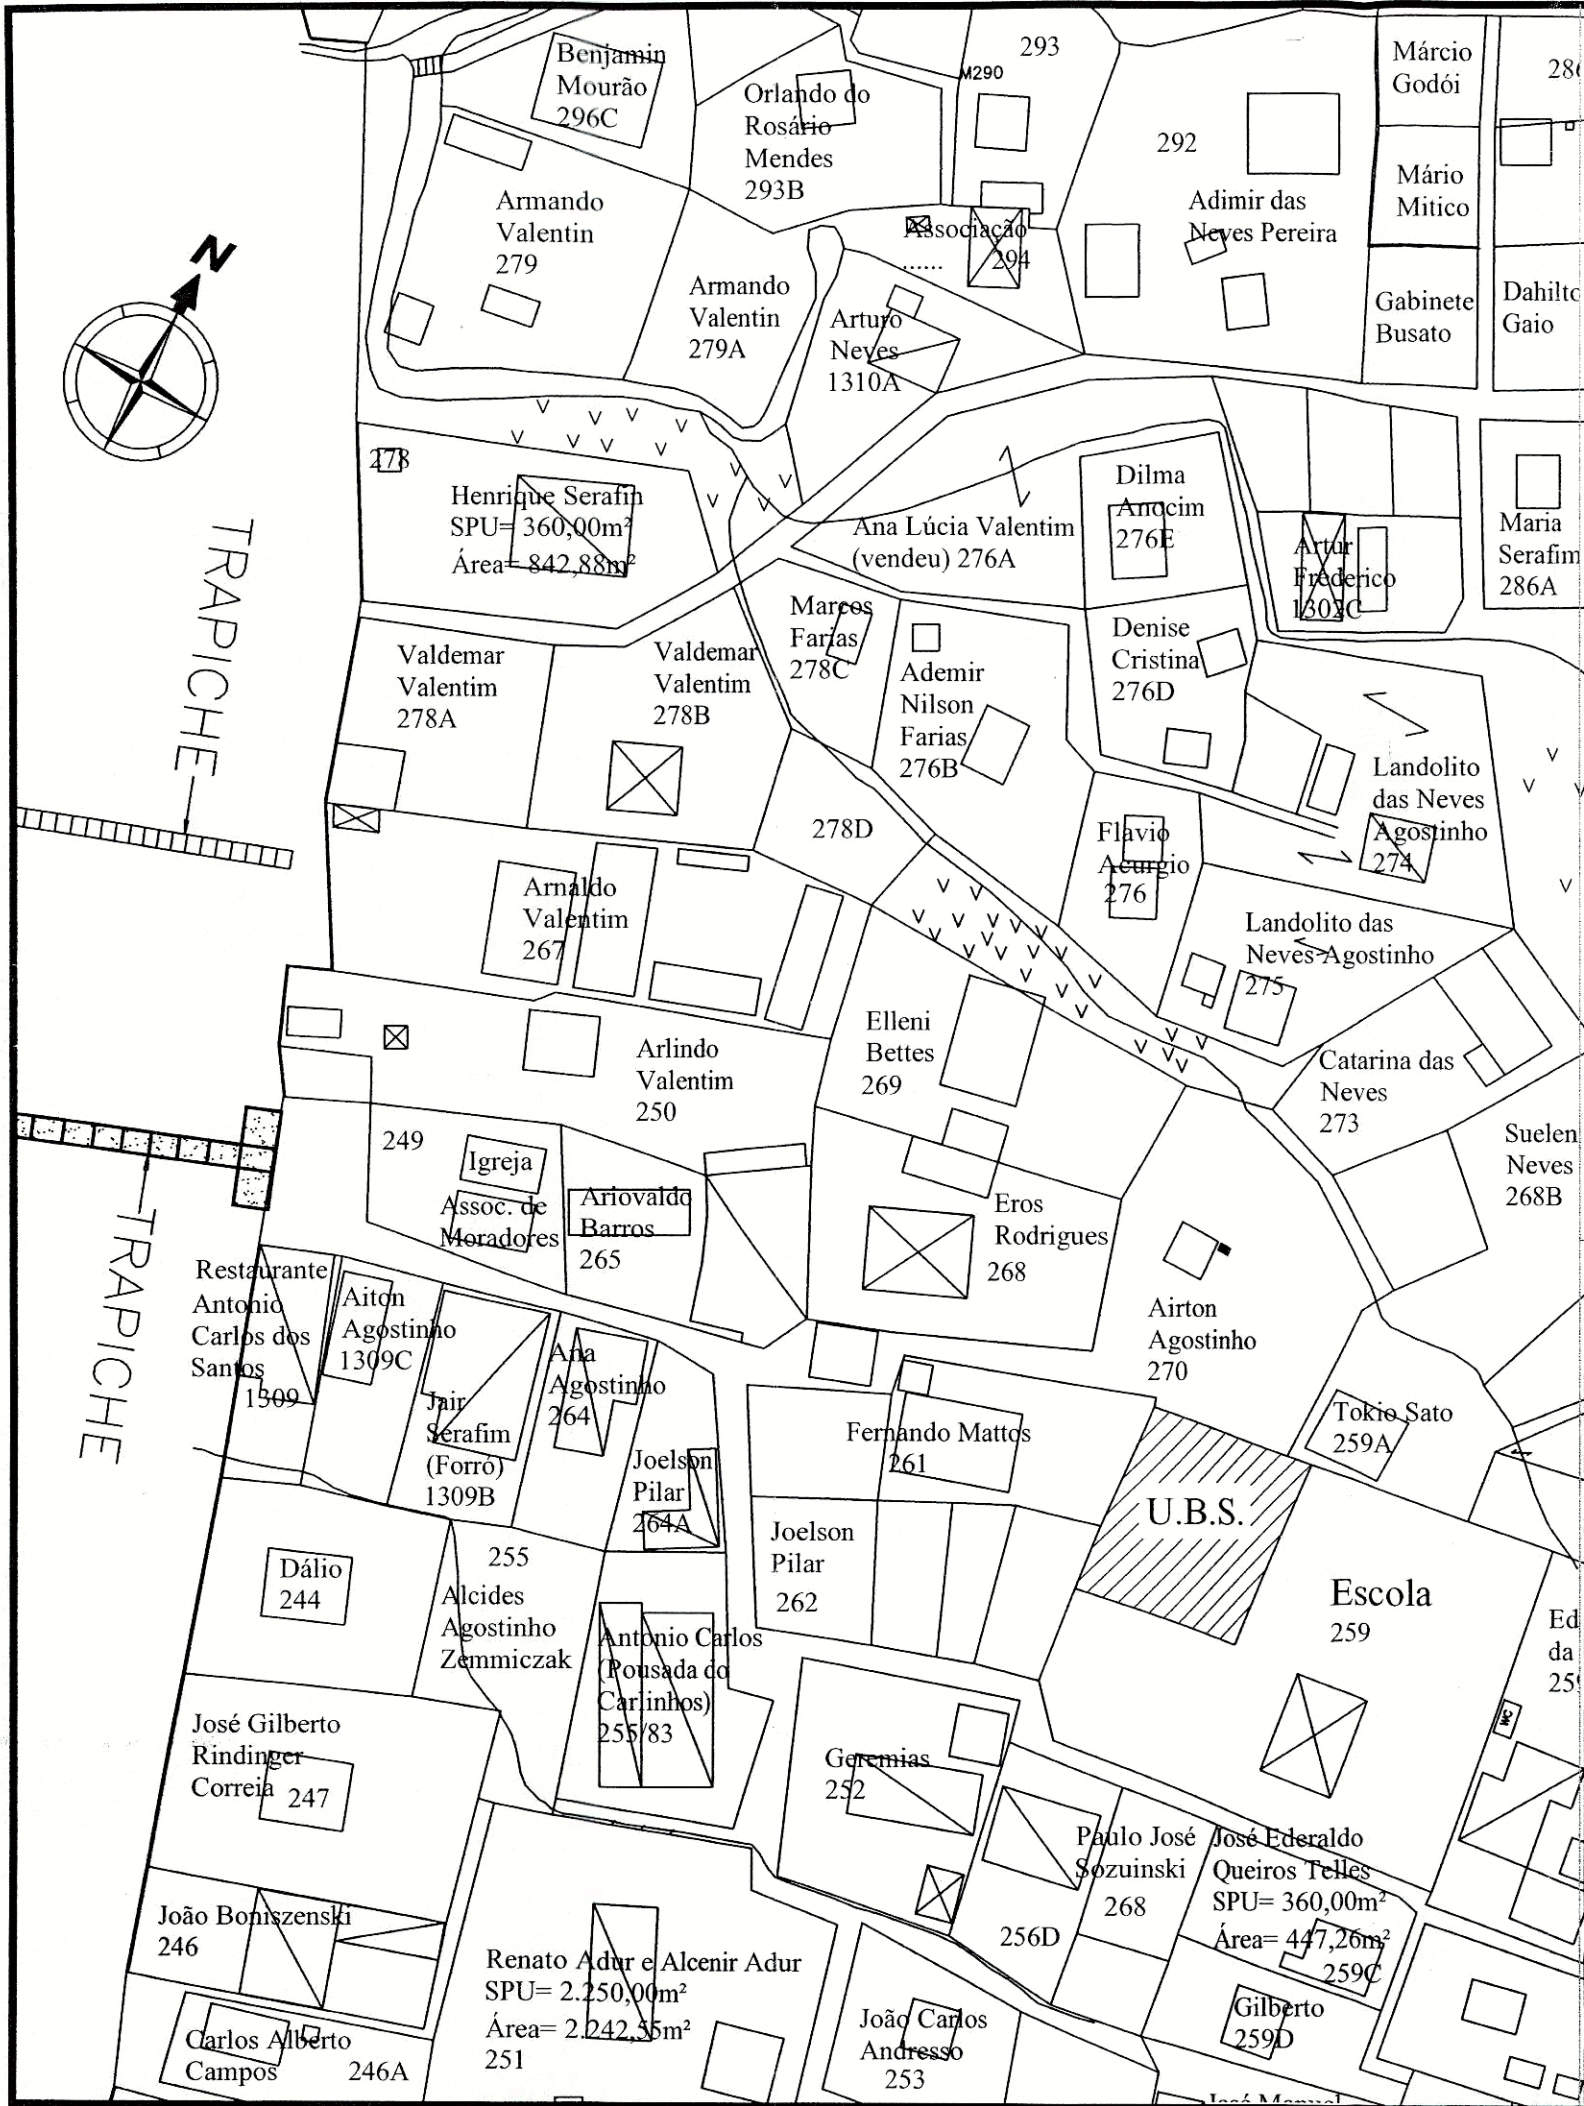 Benjamin
Mourão
296C
Orlando do
Rosário
Mendes
293B
293
M290
292
Márcio
Godói
Mário
Mitico
Adimir das
Neves Pereira
Gabinete
Busato
Gaio
Armando
Valentin
279
Armando
Valentin
279A
Associação
......
294
Arturo
Neves
1310A
N
278
Henrique Serafin
SPU= 360,00m²
Área= 842,88m²
Ana Lúcia Valentim
(vendeu) 276A
Dilma
Anocim
276E
Artur
Frederico
1302C
Maria
Serafim
286A
TRAPICHE
Valdemar
Valentim
278A
Valdemar
Valentim
278B
Marcos
Farias
278C
Ademir
Nilson
Farias
276B
Denise
Cristina
276D
Landolito
das Neves
Agostinho
274
278D
Flavio
Acurgio
276
Arnaldo
Valentim
267
Landolito das
Neves Agostinho
275
Elleni
Bettes
269
Arlindo
Valentim
250
Catarina das
Neves
273
Suelen
Neves
268B
249
Igreja
Assoc. de
Moradores
Ariovaldo
Barros
265
Eros
Rodrigues
268
Airton
Agostinho
270
TRAPICHE
Restaurante
Antonio
Carlos dos
Santos
1309
Aiton
Agostinho
1309C
Jair
Serafim
(Forró)
1309B
Ana
Agostinho
264
Joelson
Pilar
264A
Fernando Mattos
261
Tokio Sato
259A
U.B.S.
Joelson
Pilar
262
Escola
259
Dálio
244
255
Alcides
Agostinho
Zemmiczak
Antonio Carlos
(Pousada do
Carlinhos)
255/83
José Gilberto
Rindinger
Correia
247
Geremias
252
WC
Paulo José
Sozuinski
268
José Ederaldo
Queiros Telles
SPU= 360,00m²
Área= 447,26m²
259C
256D
João Boniszenski
246
Renato Adur e Alcenir Adur
SPU= 2.250,00m²
Área= 2.242,55m²
251
Carlos Alberto
Campos
246A
João Carlos
Andresso
253
Gilberto
259D